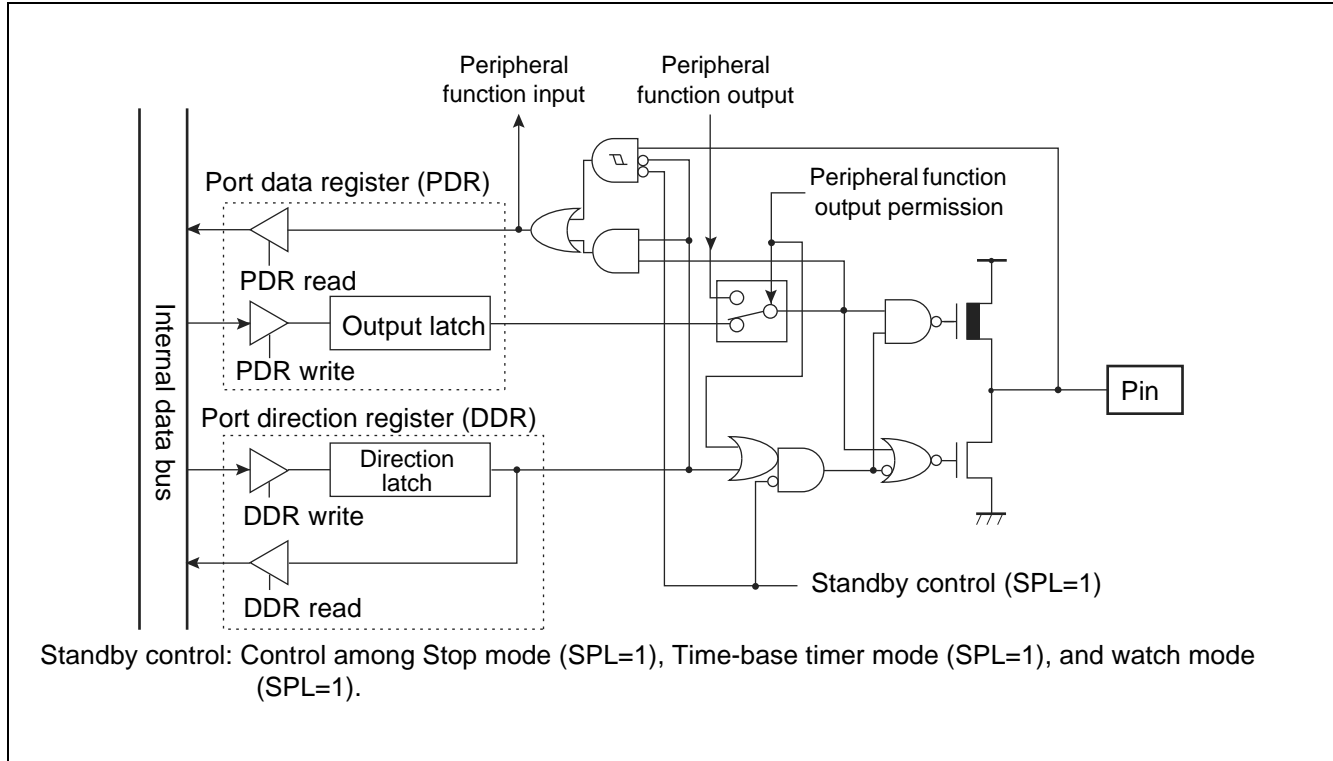 Peripheral
function input
Peripheral
function output
Port data register (PDR)
Peripheral function
output permission
PDR read
Output latch
PDR write
Internal data bus
Pin
Port direction register (DDR)
Direction
latch
DDR write
Standby control (SPL=1)
DDR read
Standby control: Control among Stop mode (SPL=1), Time-base timer mode (SPL=1), and watch mode
(SPL=1).